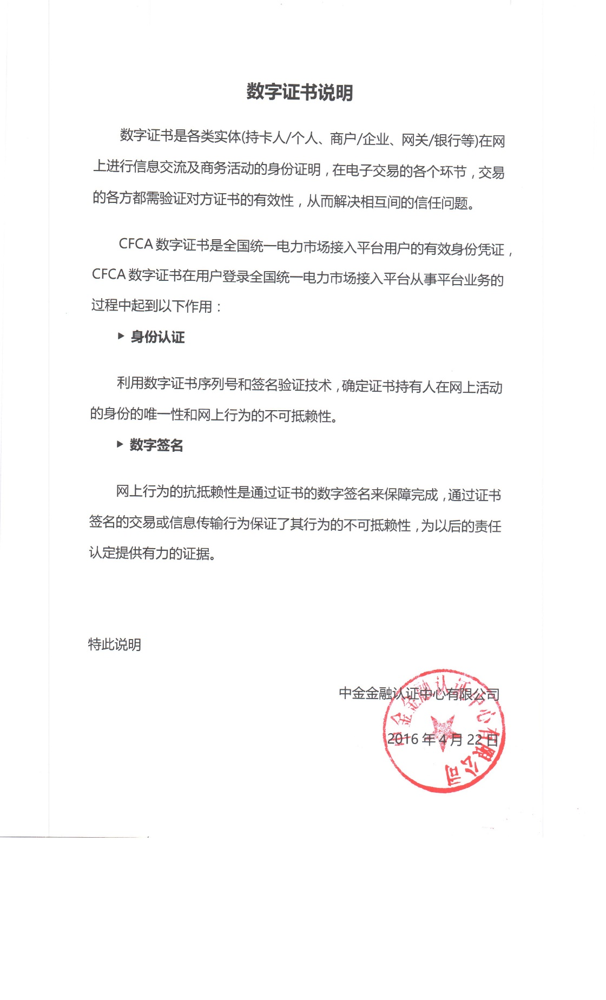 数字证书说明
数字证书是各类实体(持卡人/个人、商户/企业、网关/银行等)在网
上进行信息交流及商务活动的身份证明，在电子交易的各个环节，交易
的各方都需验证对方证书的有效性，从而解决相互间的信任问题。
CFCA 数字证书是全国统一电力市场接入平台用户的有效身份凭证，
CFCA 数字证书在用户登录全国统一电力市场接入平台从事平台业务的
过程中起到以下作用：
▶ 身份认证
利用数字证书序列号和签名验证技术，确定证书持有人在网上活动
的身份的唯一性和网上行为的不可抵赖性。
▶ 数字签名
网上行为的抗抵赖性是通过证书的数字签名来保障完成，通过证书
签名的交易或信息传输行为保证了其行为的不可抵赖性，为以后的责任
认定提供有力的证据。
特此说明
中金金融认证中心有限公司
2016 年 4 月 22 日
中金金融认证中心有限公司